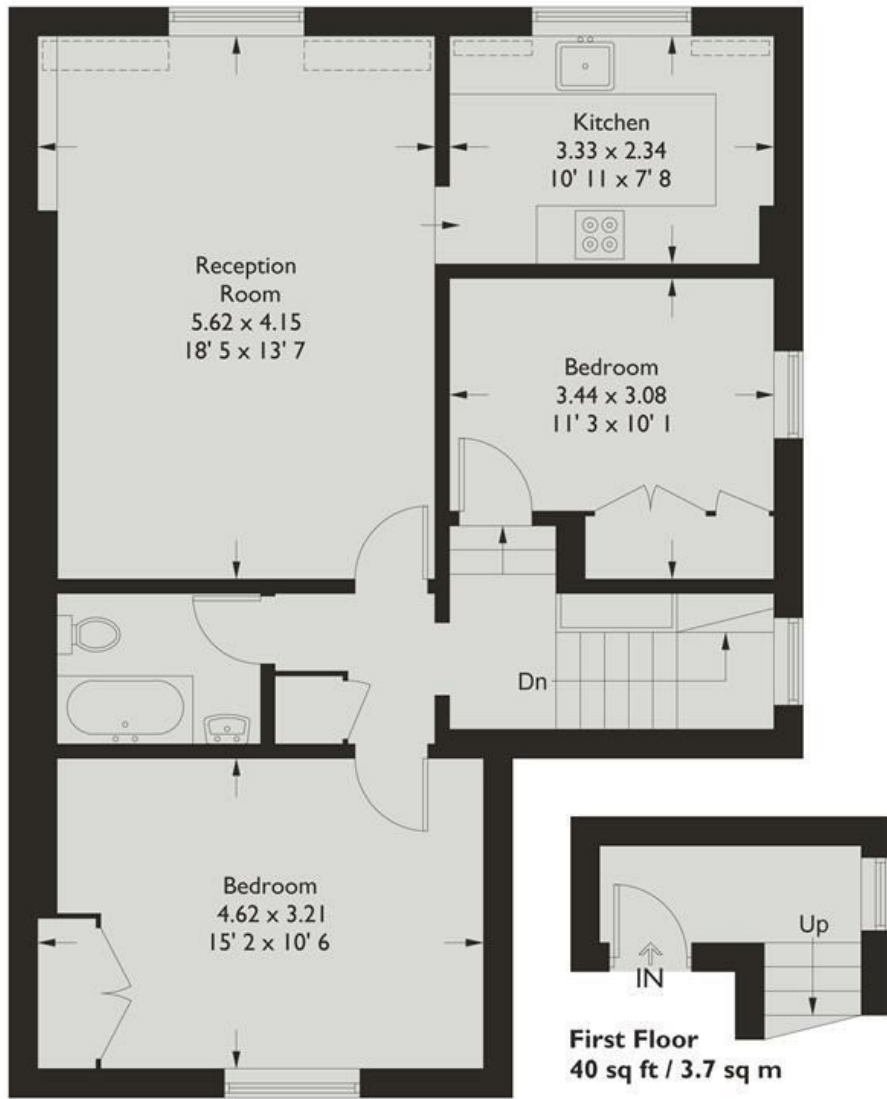 Kitchen
3.33 x 2.34
10' 11 x 7' 8
Reception
Room
5.62 x 4.15
18' 5 x 13' 7
Bedroom
3.44 x 3.08
11' 3 x 10' 1
Dn
Bedroom
4.62 x 3.21
15' 2 x 10' 6
Up
IN
First Floor
40 sq ft / 3.7 sq m